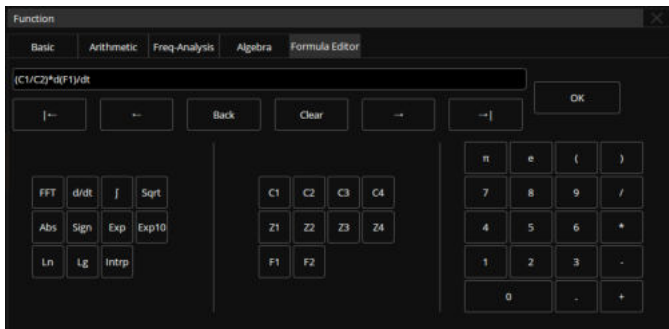 Function
Basic Arithmetic Freq-Analysis Algebra Formula Editor
(C1/C2)*d(F1)/dt
OK
|← ← Back Clear → →|
π e ( )
FFT d/dt ∫ Sqrt C1 C2 C3 C4 7 8 9 /
Abs Sign Exp Exp10 Z1 Z2 Z3 Z4 4 5 6 *
Ln Lg Intrp F1 F2 1 2 3 -
0 . +